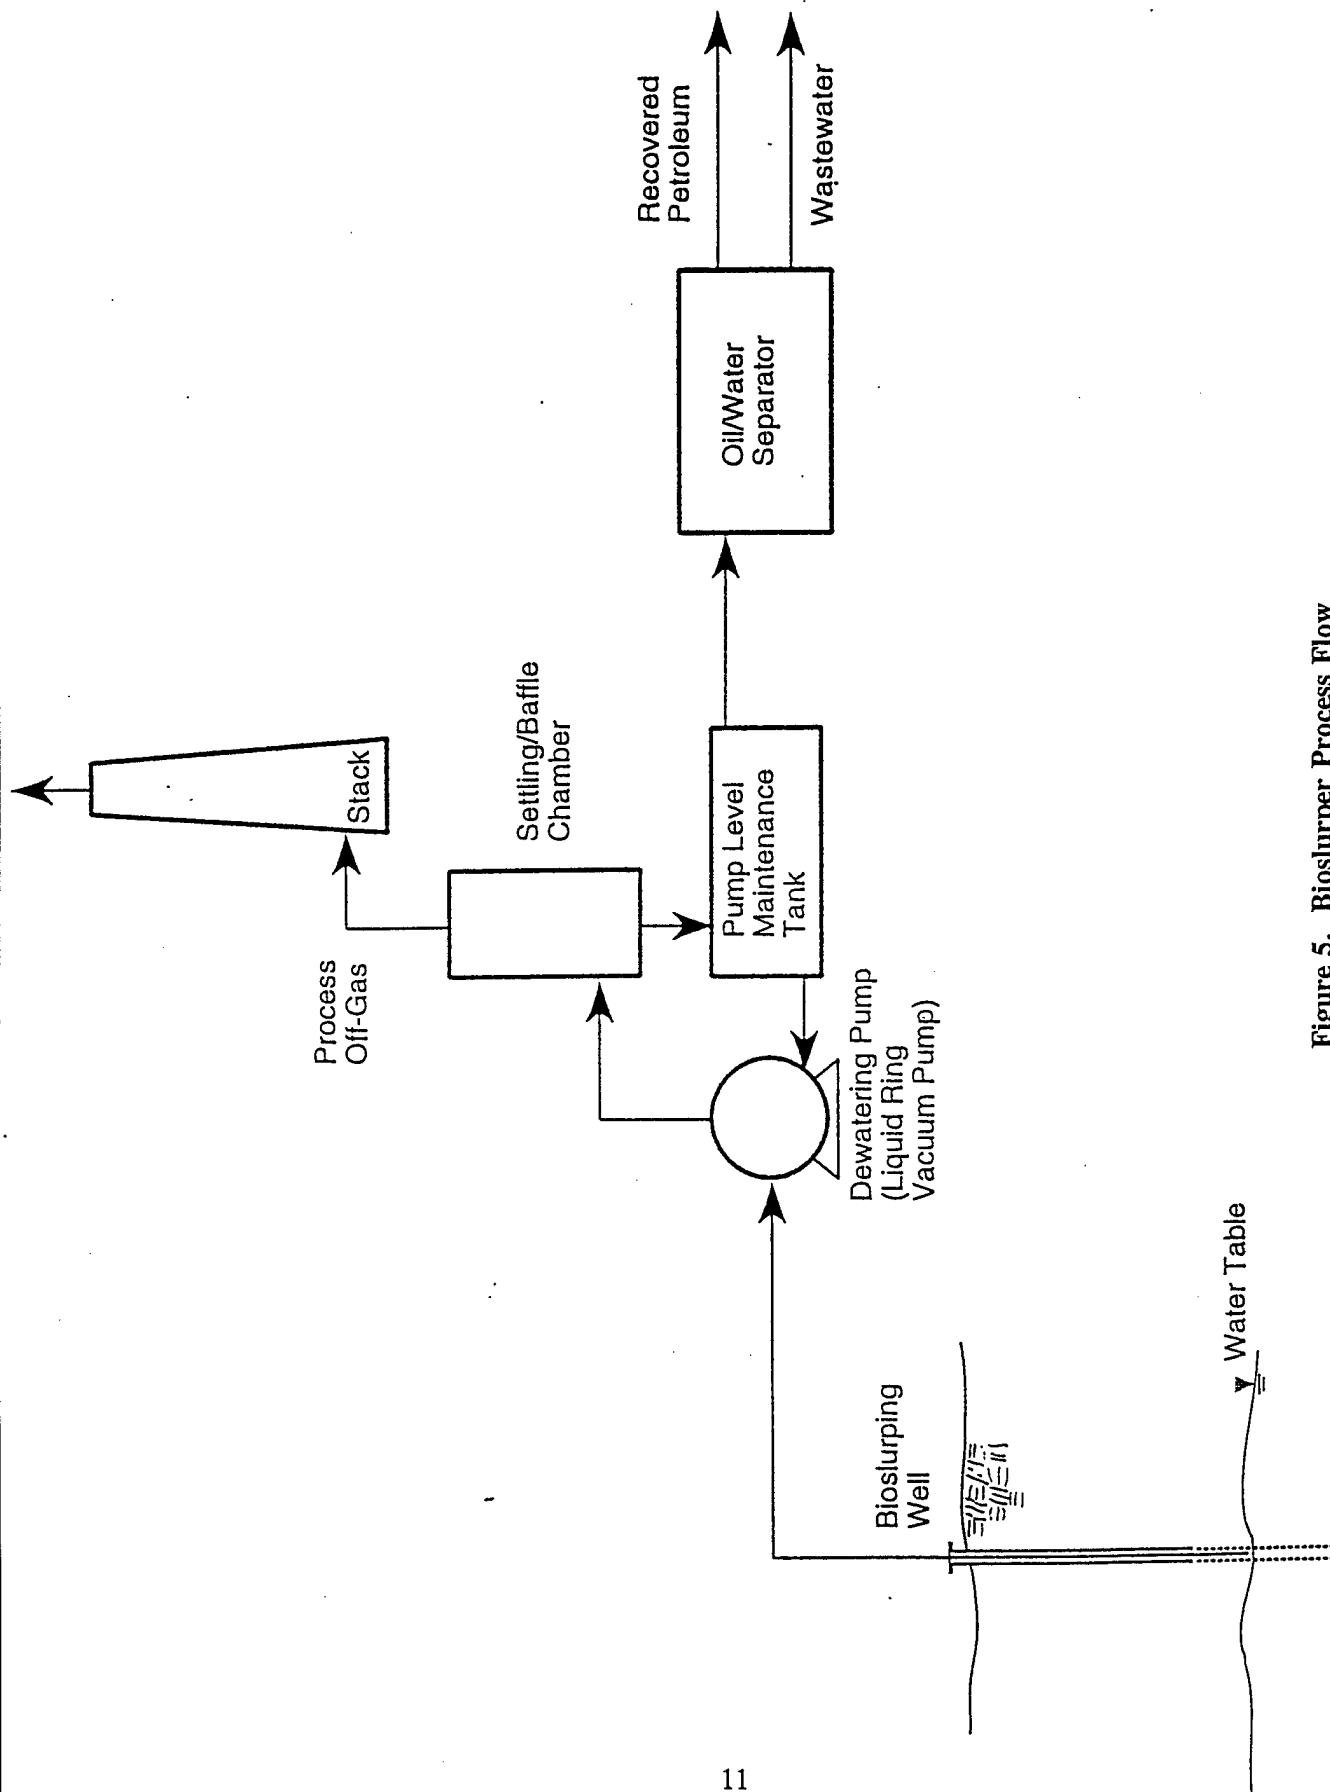 Recovered
Petroleum
Wastewater
Oil/Water
Separator
Stack
Settling/Baffle
Chamber
Process
Off-Gas
Pump Level
Maintenance
Tank
Dewatering Pump
(Liquid Ring
Vacuum Pump)
Bioslurping
Well
Water Table
Figure 5. Bioslurper Process Flow
11